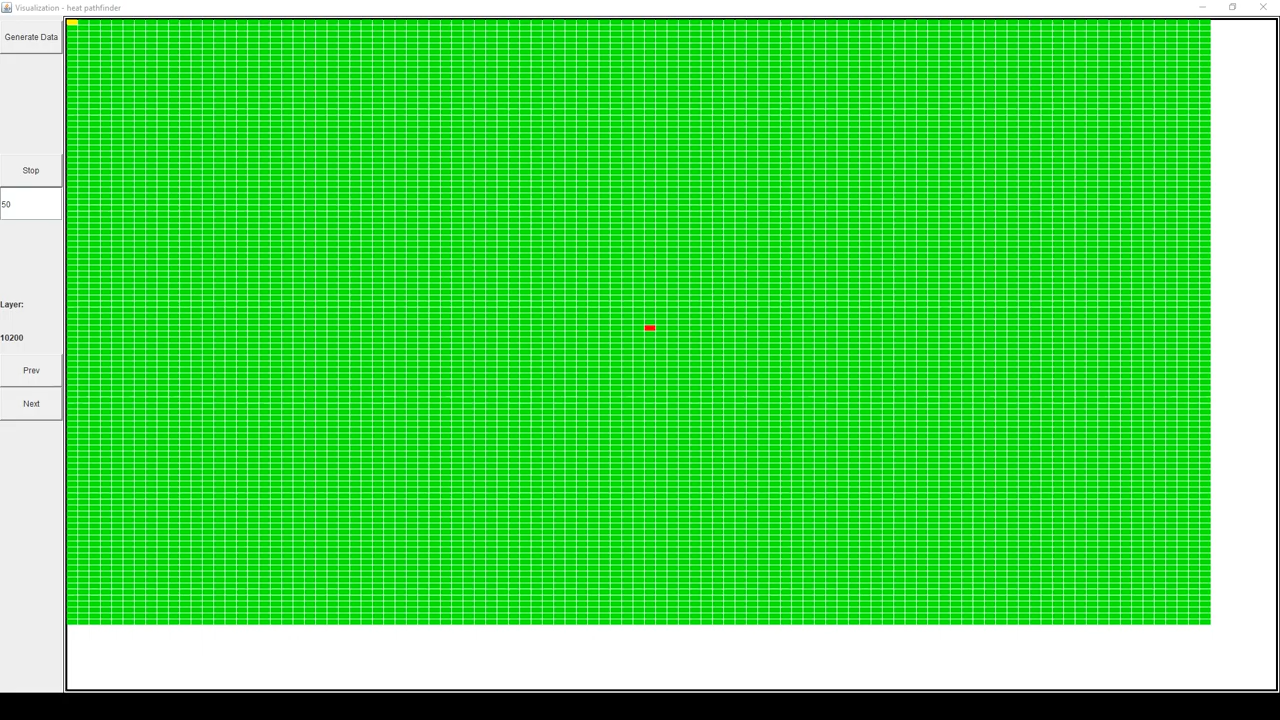 Visualization - heat pathfinder
Generate Data
Stop
50
Layer:
10200
Prev
Next